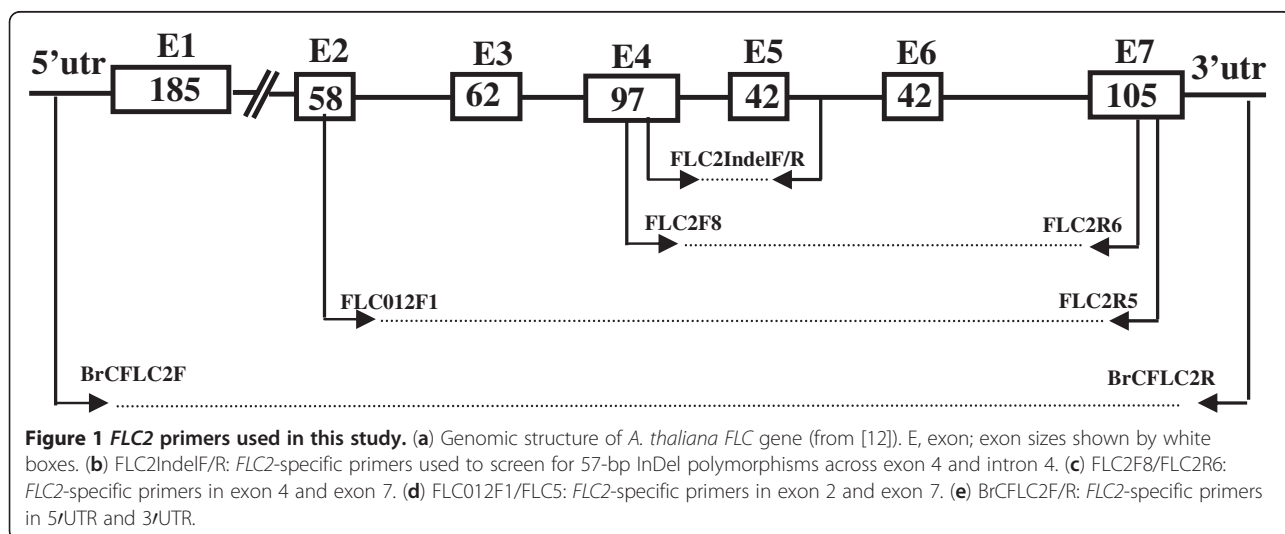 5'utr E1 E2 E3 E4 E5 E6 E7 3'utr
185 58 62 97 42 42 105
FLC2IndelF/R
FLC2F8 FLC2R6
FLC012F1 FLC2R5
BrCFLC2F BrCFLC2R
Figure 1 FLC2 primers used in this study. (a) Genomic structure of A. thaliana FLC gene (from [12]). E, exon; exon sizes shown by white
boxes. (b) FLC2IndelF/R: FLC2-specific primers used to screen for 57-bp InDel polymorphisms across exon 4 and intron 4. (c) FLC2F8/FLC2R6:
FLC2-specific primers in exon 4 and exon 7. (d) FLC012F1/FLC5: FLC2-specific primers in exon 2 and exon 7. (e) BrCFLC2F/R: FLC2-specific primers
in 5′UTR and 3′UTR.